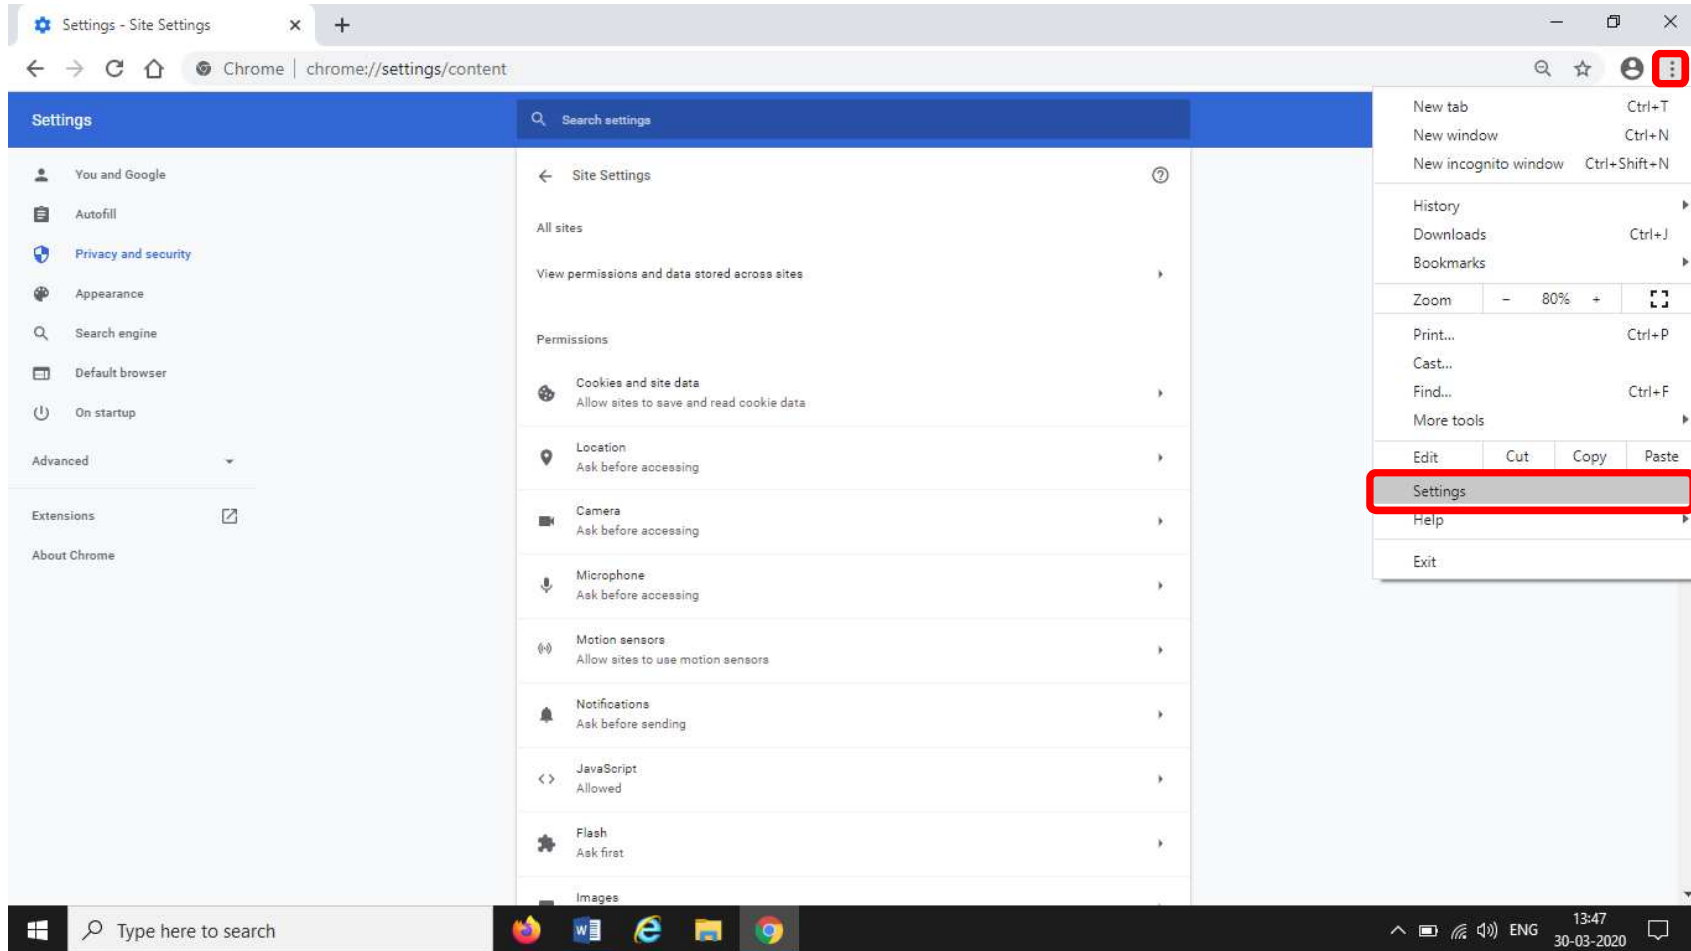 Settings - Site Settings
Chrome | chrome://settings/content
Settings
Search settings
You and Google
Autofill
Privacy and security
Appearance
Search engine
Default browser
On startup
Advanced
Extensions
About Chrome
Site Settings
All sites
View permissions and data stored across sites
Permissions
Cookies and site data
Allow sites to save and read cookie data
Location
Ask before accessing
Camera
Ask before accessing
Microphone
Ask before accessing
Motion sensors
Allow sites to use motion sensors
Notifications
Ask before sending
JavaScript
Allowed
Flash
Ask first
Images
New tab Ctrl+T
New window Ctrl+N
New incognito window Ctrl+Shift+N
History
Downloads Ctrl+J
Bookmarks
Zoom - 80% +
Print... Ctrl+P
Cast...
Find... Ctrl+F
More tools
Edit Cut Copy Paste
Settings
Help
Exit
Type here to search
ENG
13:47
30-03-2020